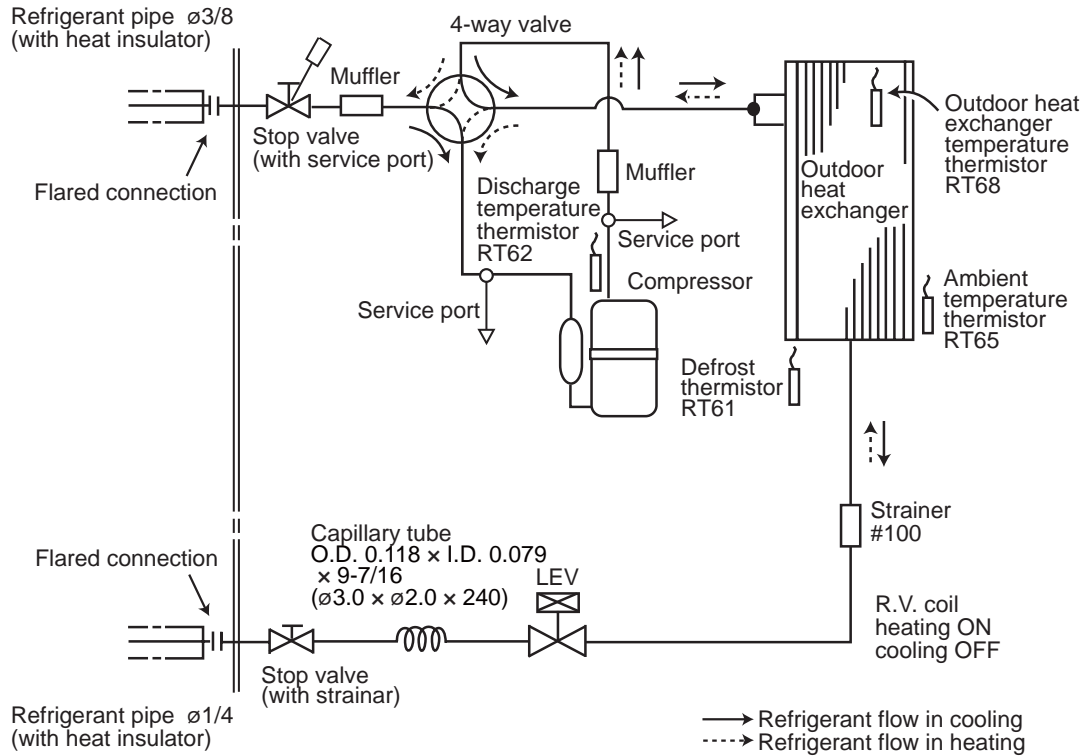 Refrigerant pipe ø3/8
(with heat insulator)
4-way valve
Muffler
Stop valve
(with service port)
Flared connection
Outdoor heat
exchanger
temperature
thermistor
RT68
Outdoor
heat
exchanger
Muffler
Discharge
temperature
thermistor
RT62
Service port
Compressor
Service port
Ambient
temperature
thermistor
RT65
Defrost
thermistor
RT61
Strainer
#100
Capillary tube
O.D. 0.118 × I.D. 0.079
× 9-7/16
(ø3.0 × ø2.0 × 240)
Flared connection
LEV
R.V. coil
heating ON
cooling OFF
Stop valve
(with strainar)
Refrigerant pipe ø1/4
(with heat insulator)
Refrigerant flow in cooling
Refrigerant flow in heating